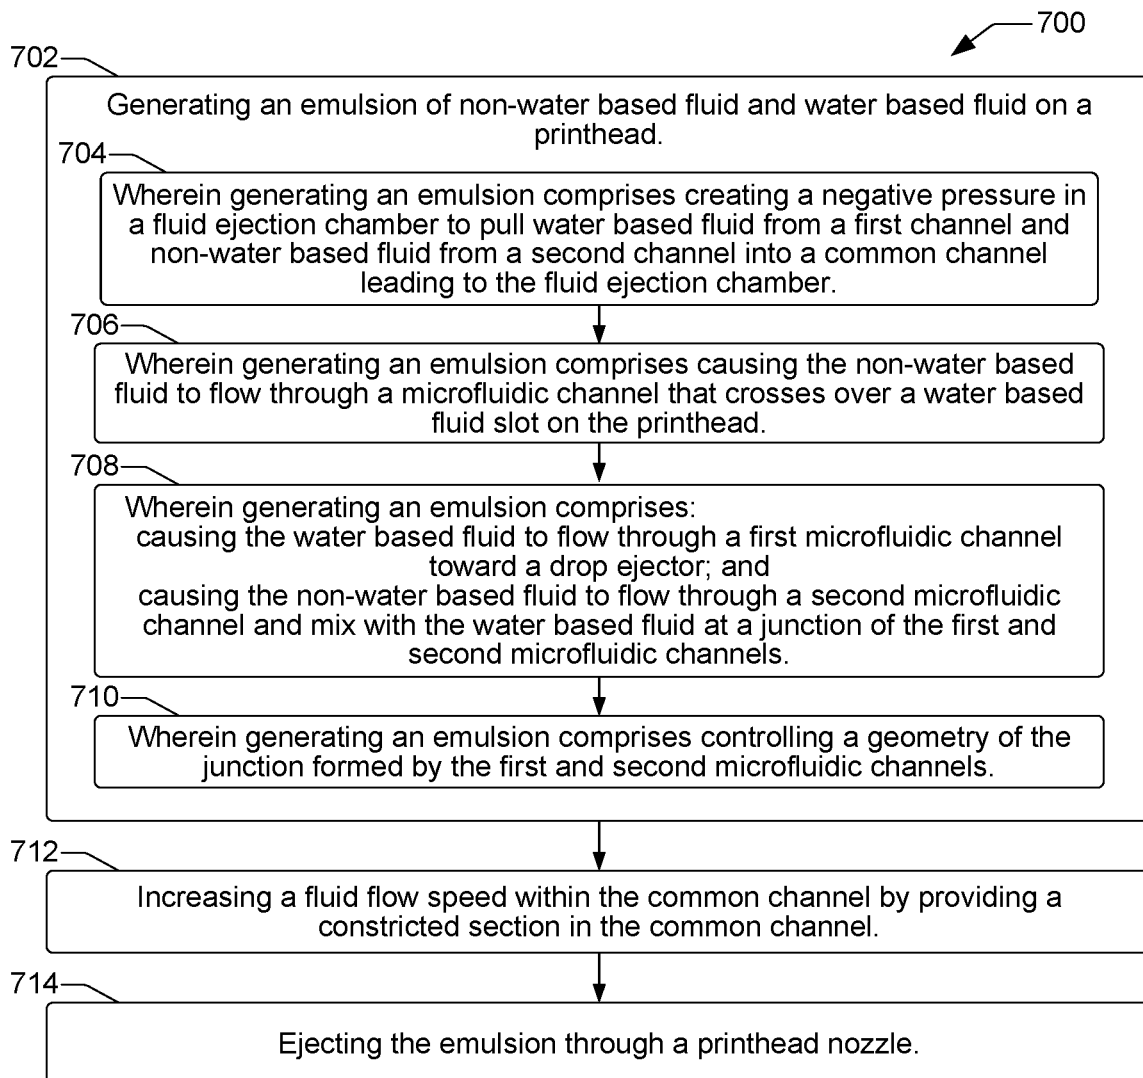 700
702
Generating an emulsion of non-water based fluid and water based fluid on a
printhead.
704
Wherein generating an emulsion comprises creating a negative pressure in
a fluid ejection chamber to pull water based fluid from a first channel and
non-water based fluid from a second channel into a common channel
leading to the fluid ejection chamber.
706
Wherein generating an emulsion comprises causing the non-water based
fluid to flow through a microfluidic channel that crosses over a water based
fluid slot on the printhead.
708
Wherein generating an emulsion comprises:
causing the water based fluid to flow through a first microfluidic channel
toward a drop ejector; and
causing the non-water based fluid to flow through a second microfluidic
channel and mix with the water based fluid at a junction of the first and
second microfluidic channels.
710
Wherein generating an emulsion comprises controlling a geometry of the
junction formed by the first and second microfluidic channels.
712
Increasing a fluid flow speed within the common channel by providing a
constricted section in the common channel.
714
Ejecting the emulsion through a printhead nozzle.